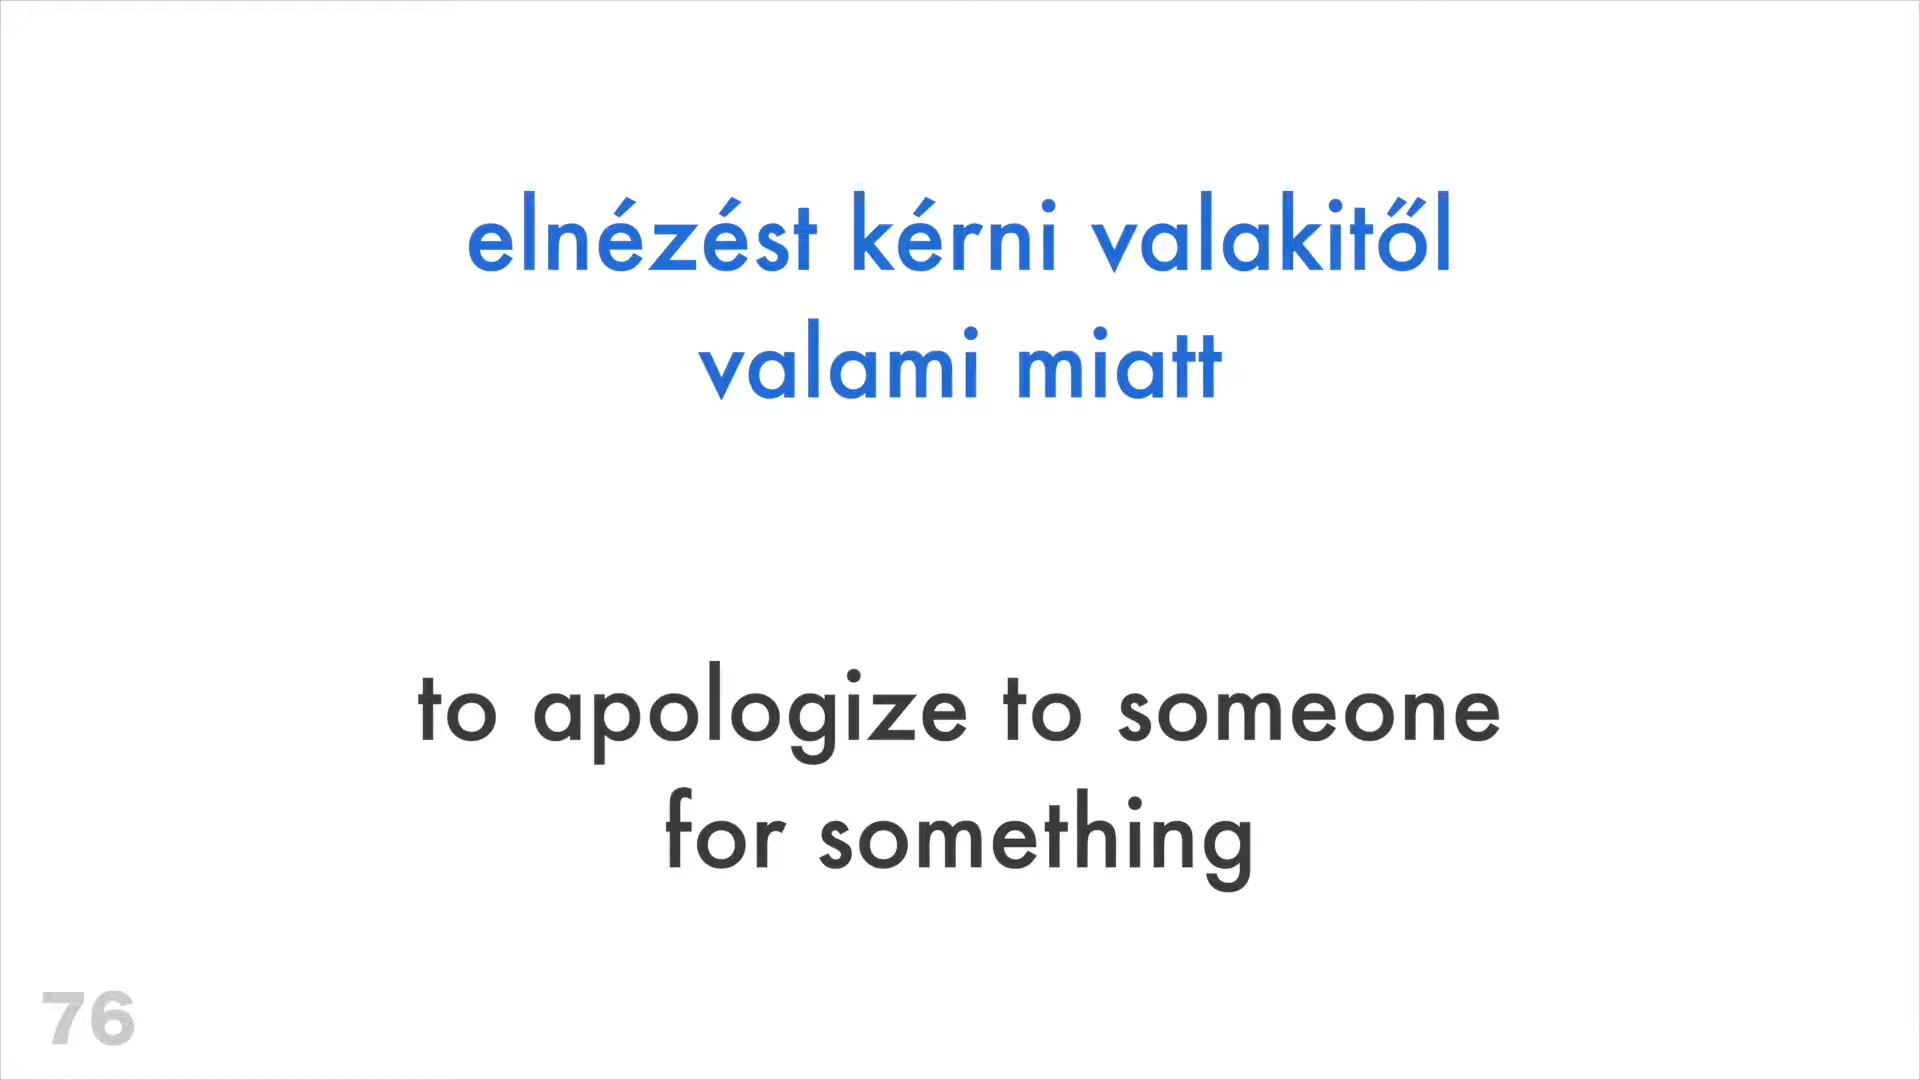 elnézést kérni valakitől
valami miatt
to apologize to someone
for something
76